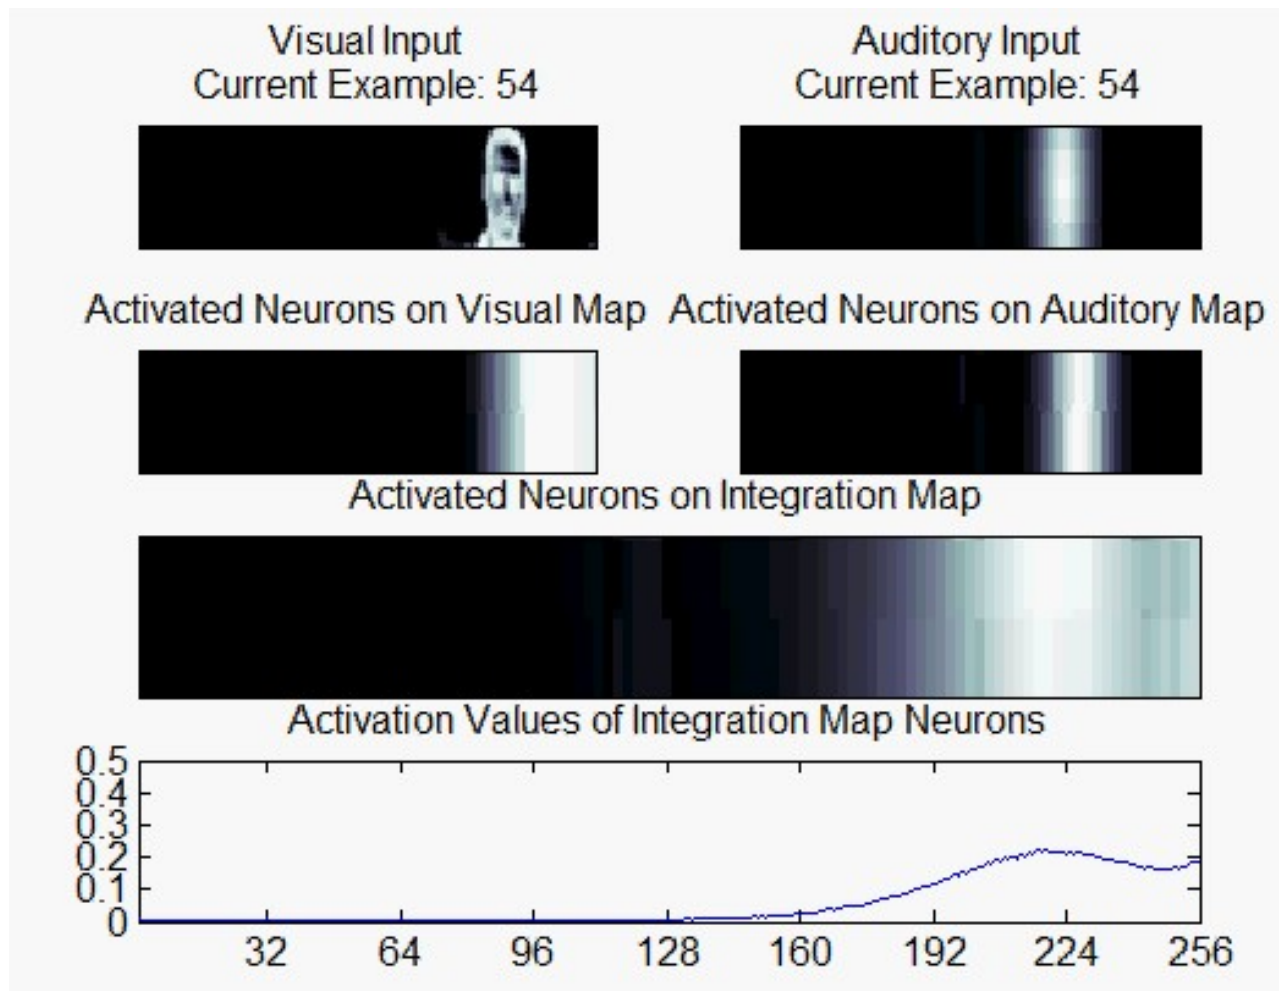 Visual Input
Current Example: 54
Auditory Input
Current Example: 54
Activated Neurons on Visual Map
Activated Neurons on Auditory Map
Activated Neurons on Integration Map
Activation Values of Integration Map Neurons
0.5
0.4
0.3
0.2
0.1
0
32 64 96 128 160 192 224 256